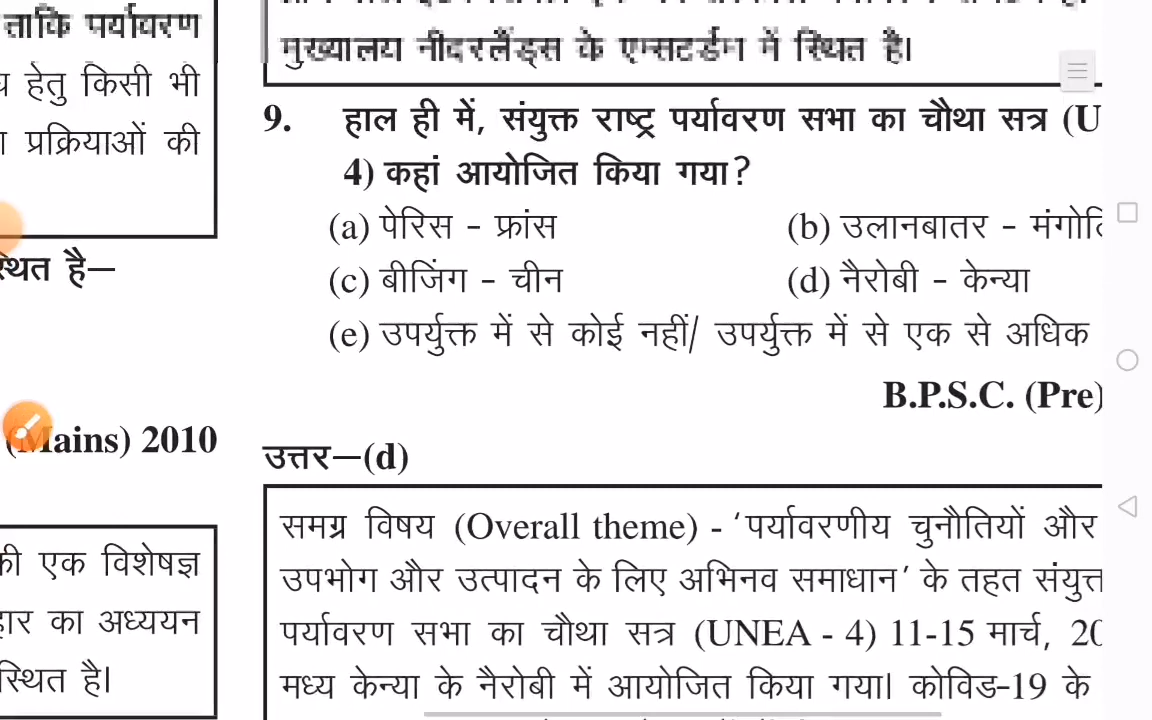 ताकि पर्यावरण
हेतु किसी भी
प्रक्रियाओं की
स्थित है—
(Mains) 2010
की एक विशेषज्ञ
का अध्ययन
स्थित है।
मुख्यालय नीदरलैंड्स के एम्सटर्डम में स्थित है।
9. हाल ही में, संयुक्त राष्ट्र पर्यावरण सभा का चौथा सत्र (U
4) कहां आयोजित किया गया?
(a) पेरिस - फ्रांस (b) उलानबातर - मंगोलि
(c) बीजिंग - चीन (d) नैरोबी - केन्या
(e) उपर्युक्त में से कोई नहीं/ उपर्युक्त में से एक से अधिक
B.P.S.C. (Pre)
उत्तर—(d)
समग्र विषय (Overall theme) - ‘पर्यावरणीय चुनौतियों और
उपभोग और उत्पादन के लिए अभिनव समाधान’ के तहत संयुक्त
पर्यावरण सभा का चौथा सत्र (UNEA - 4) 11-15 मार्च, 20
मध्य केन्या के नैरोबी में आयोजित किया गया। कोविड-19 के